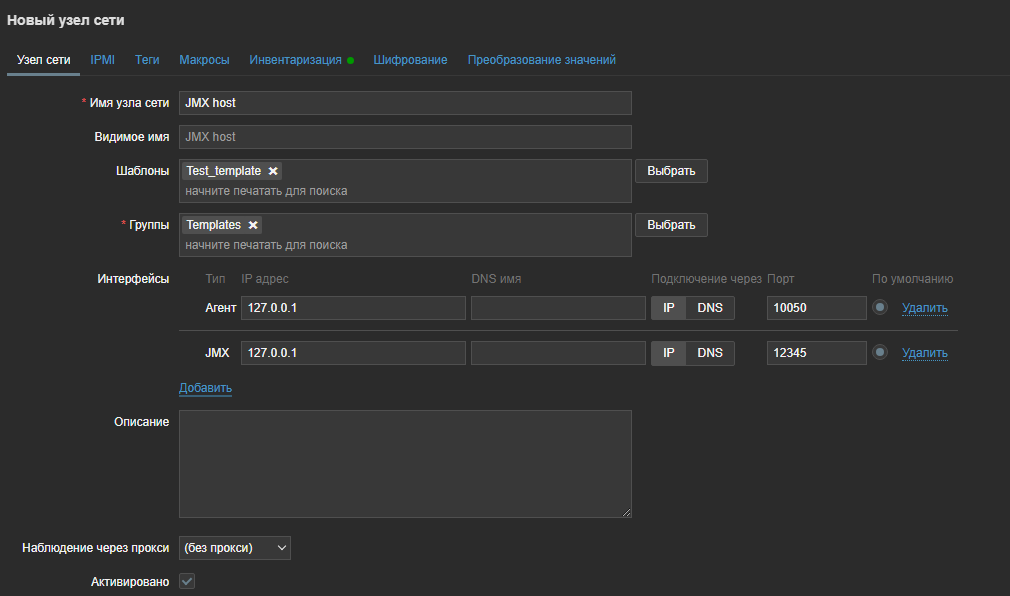 Новый узел сети
Узел сети IPMI Теги Макросы Инвентаризация Шифрование Преобразование значений
* Имя узла сети JMX host
Видимое имя JMX host
Шаблоны Test_template Выбрать
начните печатать для поиска
* Группы Templates Выбрать
начните печатать для поиска
Интерфейсы Тип IP адрес DNS имя Подключение через Порт По умолчанию
Агент 127.0.0.1 IP DNS 10050 Удалить
JMX 127.0.0.1 IP DNS 12345 Удалить
Добавить
Описание
Наблюдение через прокси (без прокси)
Активировано